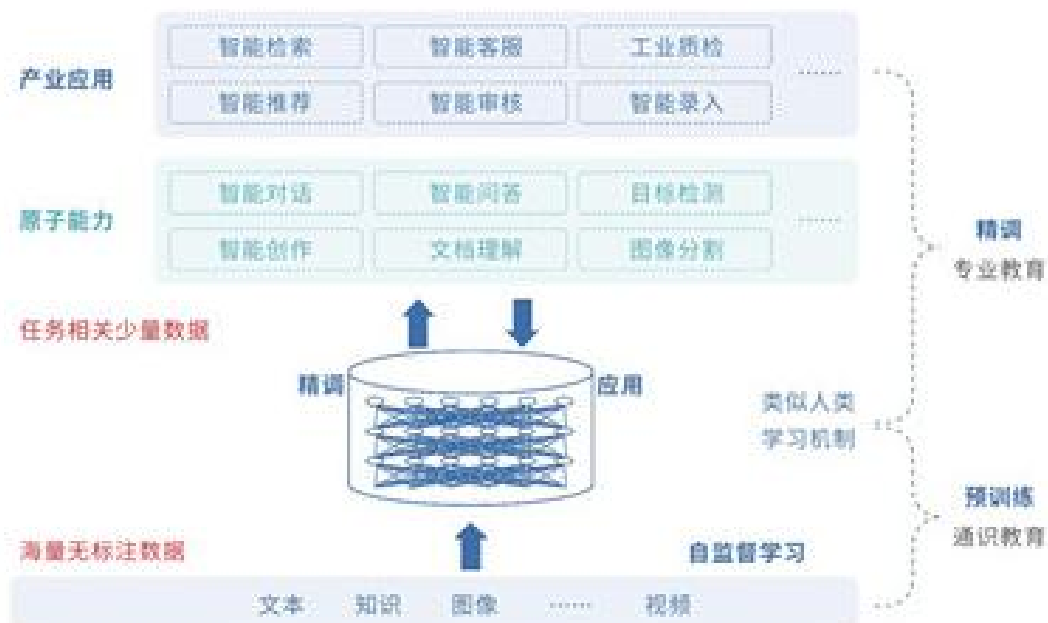 智能检索 智能客服 工业质检
产业应用 ......
智能推荐 智能审核 智能录入
智能对话 智能问答 目标检测
原子能力 ......
智能创作 文档理解 图像分割
精调
专业教育
任务相关少量数据
精调 应用
类似人类
学习机制
预训练
通识教育
海量无标注数据 自监督学习
文本 知识 图像 ...... 视频